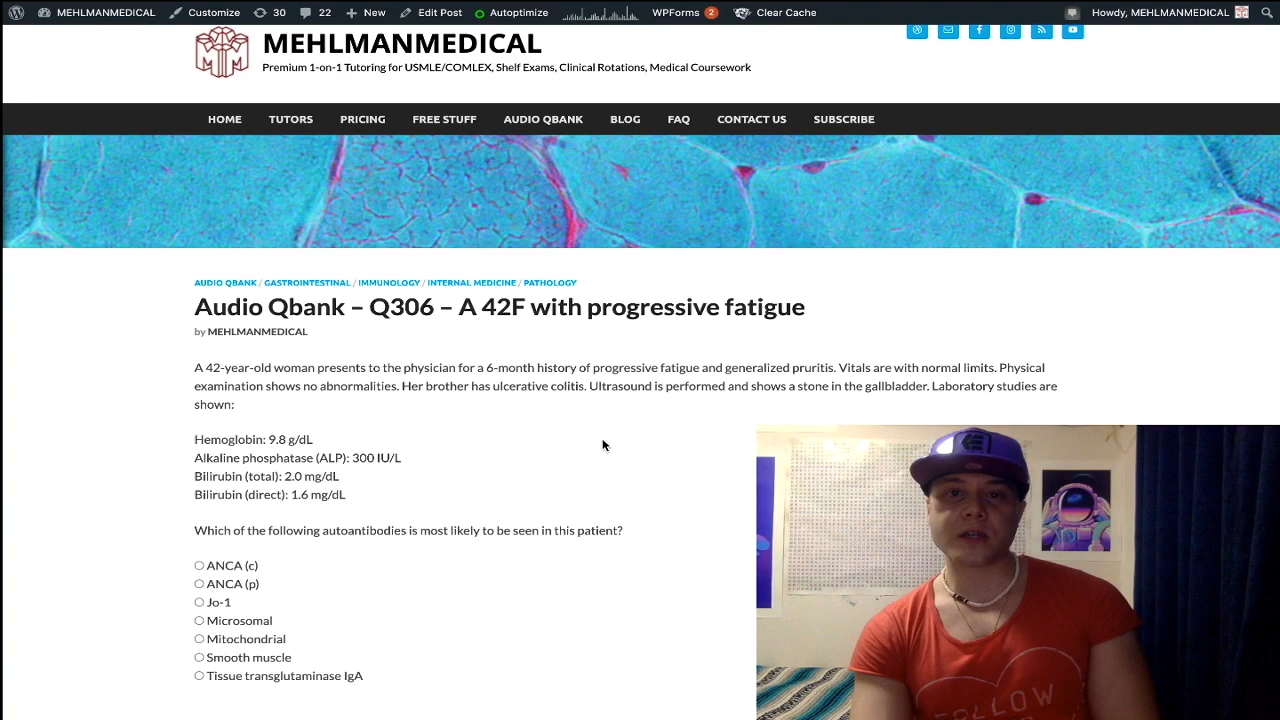 MEHLMANMEDICAL Customize 30 22 New Edit Post Autoptimize WPForms 2 Clear Cache Howdy, MEHLMANMEDICAL
MEHLMANMEDICAL
Premium 1-on-1 Tutoring for USMLE/COMLEX, Shelf Exams, Clinical Rotations, Medical Coursework
HOME TUTORS PRICING FREE STUFF AUDIO QBANK BLOG FAQ CONTACT US SUBSCRIBE
AUDIO QBANK / GASTROINTESTINAL / IMMUNOLOGY / INTERNAL MEDICINE / PATHOLOGY
Audio Qbank – Q306 – A 42F with progressive fatigue
by MEHLMANMEDICAL
A 42-year-old woman presents to the physician for a 6-month history of progressive fatigue and generalized pruritis. Vitals are with normal limits. Physical
examination shows no abnormalities. Her brother has ulcerative colitis. Ultrasound is performed and shows a stone in the gallbladder. Laboratory studies are
shown:
Hemoglobin: 9.8 g/dL
Alkaline phosphatase (ALP): 300 IU/L
Bilirubin (total): 2.0 mg/dL
Bilirubin (direct): 1.6 mg/dL
Which of the following autoantibodies is most likely to be seen in this patient?
ANCA (c)
ANCA (p)
Jo-1
Microsomal
Mitochondrial
Smooth muscle
Tissue transglutaminase IgA
FOLLOW